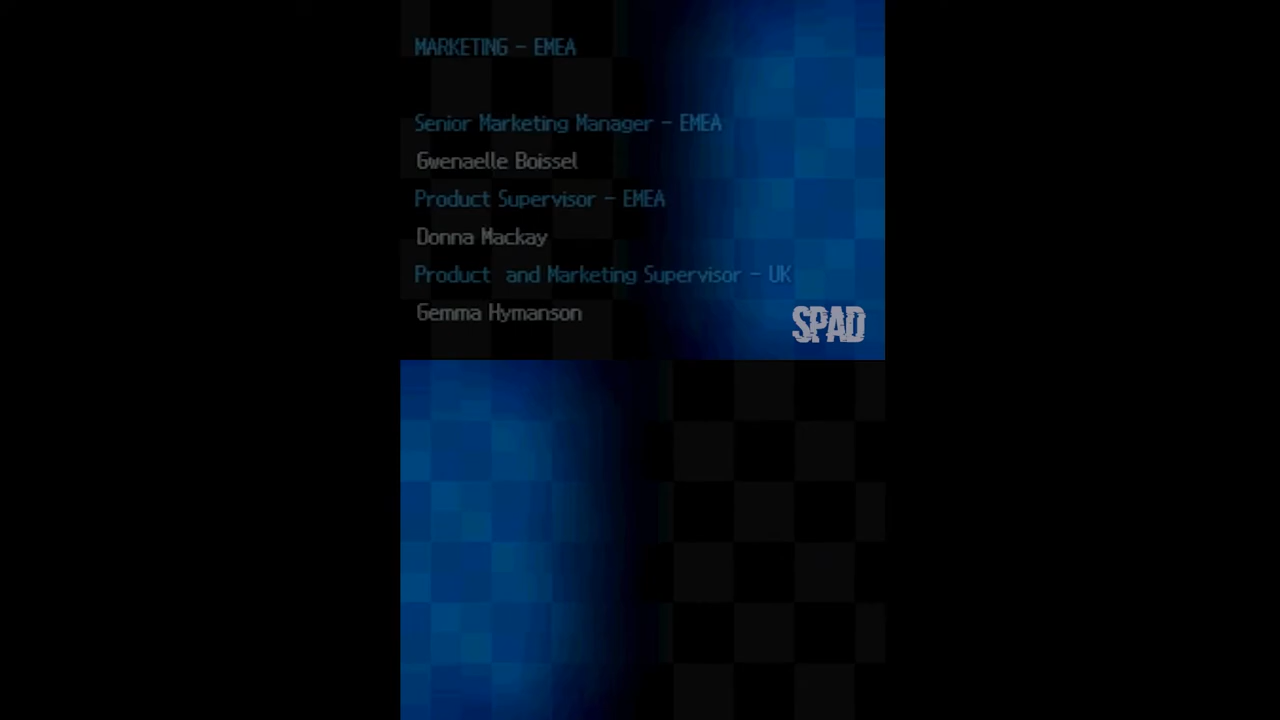 MARKETING - EMEA
Senior Marketing Manager - EMEA
Gwenaelle Boissel
Product Supervisor - EMEA
Donna Mackay
Product and Marketing Supervisor - UK
Gemma Hymanson
SPAD